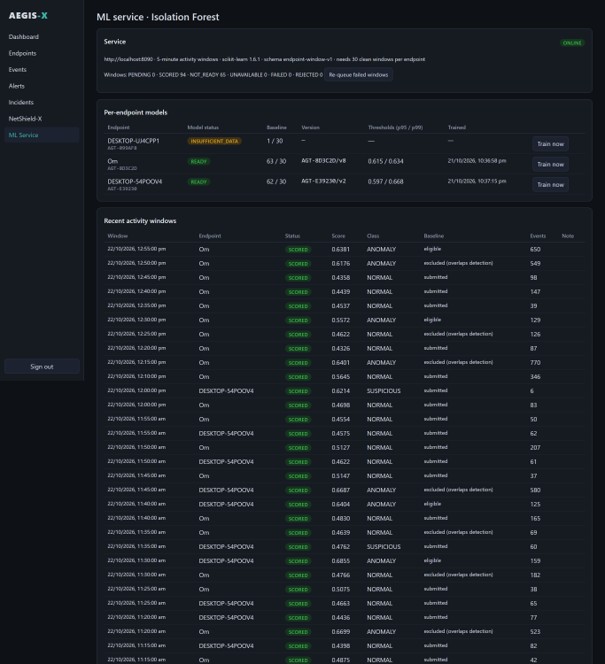 AEGIS-X
Dashboard
Endpoints
Events
Alerts
Incidents
NetShield-X
ML Service
Sign out
ML service · Isolation Forest
Service
ONLINE
http://localhost:8090 · 5-minute activity windows · scikit-learn 1.6.1 · schema endpoint-window-v1 · needs 30 clean windows per endpoint
Windows: PENDING 0 · SCORED 94 · NOT_READY 65 · UNAVAILABLE 0 · FAILED 0 · REJECTED 0 Re-queue failed windows
Per-endpoint models
Endpoint Model status Baseline Version Thresholds (p95 / p99) Trained
DESKTOP-UJ4CPP1 INSUFFICIENT_DATA 1 / 30 — — — Train now
Om READY 63 / 30 AGT-8D3C2D/v8 0.615 / 0.634 21/10/2026, 10:36:58 pm Train now
AGT-8D3C2D
DESKTOP-S4POOV4 READY 62 / 30 AGT-E39230/v2 0.597 / 0.668 21/10/2026, 10:37:15 pm Train now
AGT-E39230
Recent activity windows
Window Endpoint Status Score Class Baseline Events Note
22/10/2026, 12:55:00 pm Om SCORED 0.6381 ANOMALY eligible 650
22/10/2026, 12:50:00 pm Om SCORED 0.6176 ANOMALY excluded (overlaps detection) 549
22/10/2026, 12:45:00 pm Om SCORED 0.4358 NORMAL submitted 98
22/10/2026, 12:40:00 pm Om SCORED 0.4439 NORMAL submitted 147
22/10/2026, 12:35:00 pm Om SCORED 0.4537 NORMAL submitted 39
22/10/2026, 12:30:00 pm Om SCORED 0.5572 ANOMALY eligible 129
22/10/2026, 12:25:00 pm Om SCORED 0.4622 NORMAL excluded (overlaps detection) 126
22/10/2026, 12:20:00 pm Om SCORED 0.4326 NORMAL submitted 87
22/10/2026, 12:15:00 pm Om SCORED 0.6401 ANOMALY excluded (overlaps detection) 770
22/10/2026, 12:10:00 pm Om SCORED 0.5645 NORMAL submitted 346
22/10/2026, 12:00:00 pm DESKTOP-S4POOV4 SCORED 0.6214 SUSPICIOUS submitted 6
22/10/2026, 12:00:00 pm Om SCORED 0.4698 NORMAL submitted 83
22/10/2026, 11:55:00 am Om SCORED 0.4554 NORMAL submitted 50
22/10/2026, 11:55:00 am DESKTOP-S4POOV4 SCORED 0.4575 NORMAL submitted 62
22/10/2026, 11:50:00 am Om SCORED 0.5127 NORMAL submitted 207
22/10/2026, 11:50:00 am DESKTOP-S4POOV4 SCORED 0.4622 NORMAL submitted 61
22/10/2026, 11:45:00 am Om SCORED 0.5147 NORMAL submitted 37
22/10/2026, 11:45:00 am DESKTOP-S4POOV4 SCORED 0.6687 ANOMALY excluded (overlaps detection) 580
22/10/2026, 11:40:00 am DESKTOP-S4POOV4 SCORED 0.6404 ANOMALY eligible 125
22/10/2026, 11:40:00 am Om SCORED 0.4830 NORMAL submitted 165
22/10/2026, 11:35:00 am Om SCORED 0.4639 NORMAL excluded (overlaps detection) 69
22/10/2026, 11:35:00 am DESKTOP-S4POOV4 SCORED 0.4762 SUSPICIOUS submitted 60
22/10/2026, 11:30:00 am DESKTOP-S4POOV4 SCORED 0.6855 ANOMALY eligible 159
22/10/2026, 11:30:00 am Om SCORED 0.4766 NORMAL excluded (overlaps detection) 182
22/10/2026, 11:25:00 am Om SCORED 0.5075 NORMAL submitted 38
22/10/2026, 11:25:00 am DESKTOP-S4POOV4 SCORED 0.4663 NORMAL submitted 65
22/10/2026, 11:20:00 am DESKTOP-S4POOV4 SCORED 0.4436 NORMAL submitted 77
22/10/2026, 11:20:00 am Om SCORED 0.6699 ANOMALY excluded (overlaps detection) 523
22/10/2026, 11:15:00 am DESKTOP-S4POOV4 SCORED 0.4398 NORMAL submitted 82
22/10/2026, 11:15:00 am Om SCORED 0.4875 NORMAL submitted 42